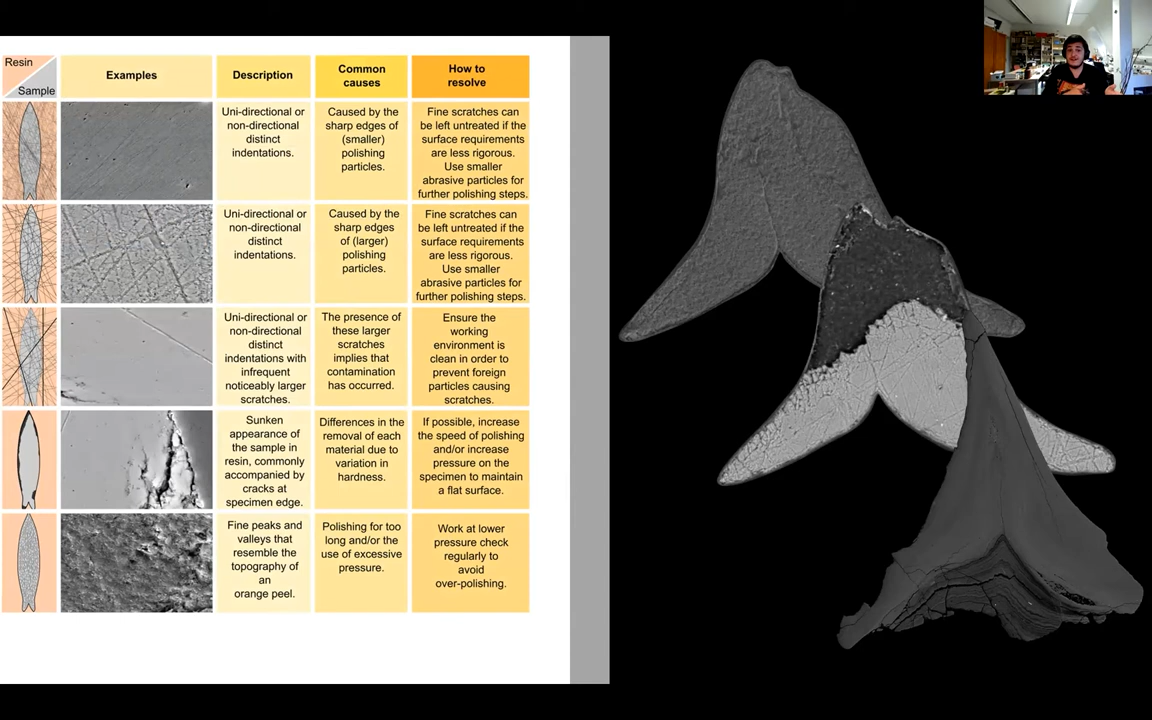 Resin
Sample
Examples
Description
Common
causes
How to
resolve
Uni-directional or
non-directional
distinct
indentations.
Caused by the
sharp edges of
(smaller)
polishing
particles.
Fine scratches can
be left untreated if the
surface requirements
are less rigorous.
Use smaller
abrasive particles for
further polishing steps.
Uni-directional or
non-directional
distinct
indentations.
Caused by the
sharp edges
of (larger)
polishing
particles.
Fine scratches can
be left untreated if the
surface requirements
are less rigorous.
Use smaller
abrasive particles for
further polishing steps.
Uni-directional or
non-directional
distinct
indentations with
infrequent
noticeably larger
scratches.
The presence of
these larger
scratches
implies that
contamination
has occurred.
Ensure the
working
environment is
clean in order to
prevent foreign
particles causing
scratches.
Sunken
appearance of
the sample in
resin, commonly
accompanied by
cracks at
specimen edge.
Differences in the
removal of each
material due to
variation in
hardness.
If possible, increase
the speed of polishing
and/or increase
pressure on the
specimen to maintain
a flat surface.
Fine peaks and
valleys that
resemble the
topography of
an
orange peel.
Polishing for too
long and/or the
use of excessive
pressure.
Work at lower
pressure check
regularly to
avoid
over-polishing.